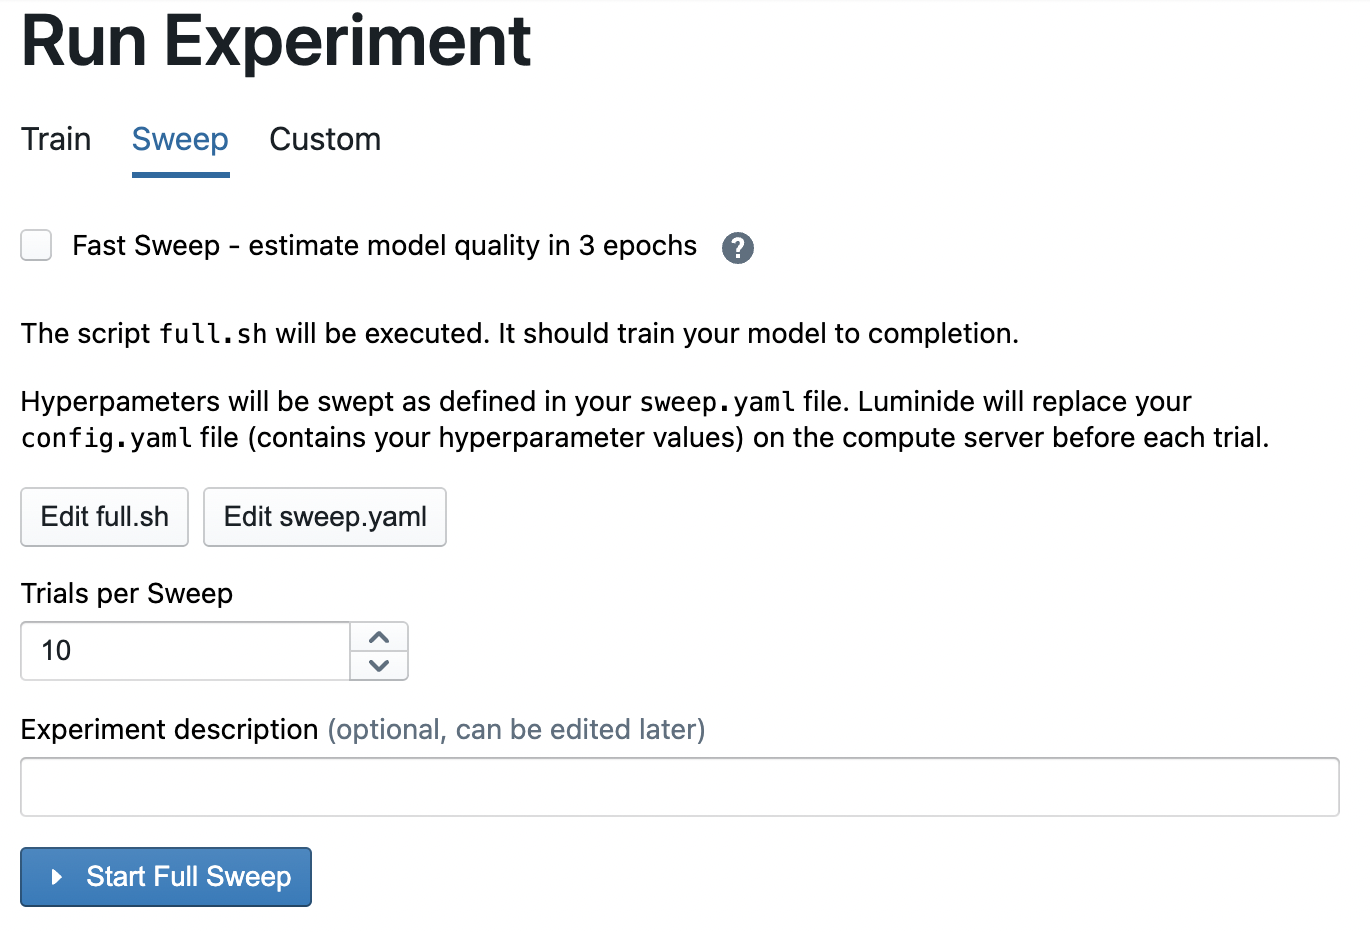 Run Experiment
Train Sweep Custom
Fast Sweep - estimate model quality in 3 epochs ?
The script full.sh will be executed. It should train your model to completion.
Hyperpameters will be swept as defined in your sweep.yaml file. Luminide will replace your
config.yaml file (contains your hyperparameter values) on the compute server before each trial.
Edit full.sh Edit sweep.yaml
Trials per Sweep
10
Experiment description (optional, can be edited later)
Start Full Sweep